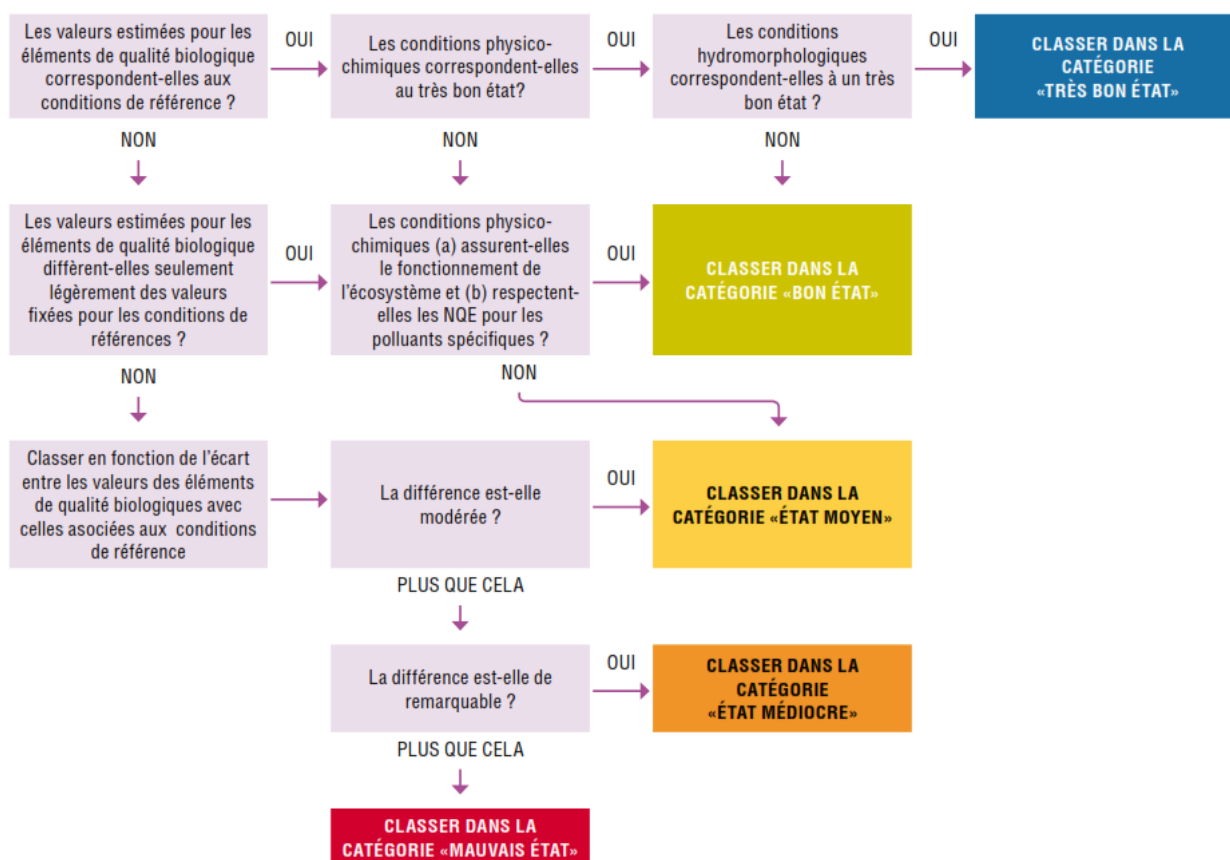 Les valeurs estimées pour les
éléments de qualité biologique
correspondent-elles aux
conditions de référence ?
OUI
Les conditions physico-
chimiques correspondent-elles
au très bon état?
OUI
Les conditions
hydromorphologiques
correspondent-elles à un très
bon état ?
OUI
CLASSER DANS LA
CATÉGORIE
«TRÈS BON ÉTAT»
NON
NON
NON
Les valeurs estimées pour les
éléments de qualité biologique
diffèrent-elles seulement
légèrement des valeurs
fixées pour les conditions de
références ?
OUI
Les conditions physico-
chimiques (a) assurent-elles
le fonctionnement de
l'écosystème et (b) respectent-
elles les NQE pour les
polluants spécifiques ?
OUI
CLASSER DANS LA
CATÉGORIE «BON ÉTAT»
NON
NON
Classer en fonction de l'écart
entre les valeurs des éléments
de qualité biologiques avec
celles asociées aux conditions
de référence
La différence est-elle
modérée ?
OUI
CLASSER DANS LA
CATÉGORIE «ÉTAT MOYEN»
PLUS QUE CELA
La différence est-elle de
remarquable ?
OUI
CLASSER DANS LA
CATÉGORIE
«ÉTAT MÉDIOCRE»
PLUS QUE CELA
CLASSER DANS LA
CATÉGORIE «MAUVAIS ÉTAT»